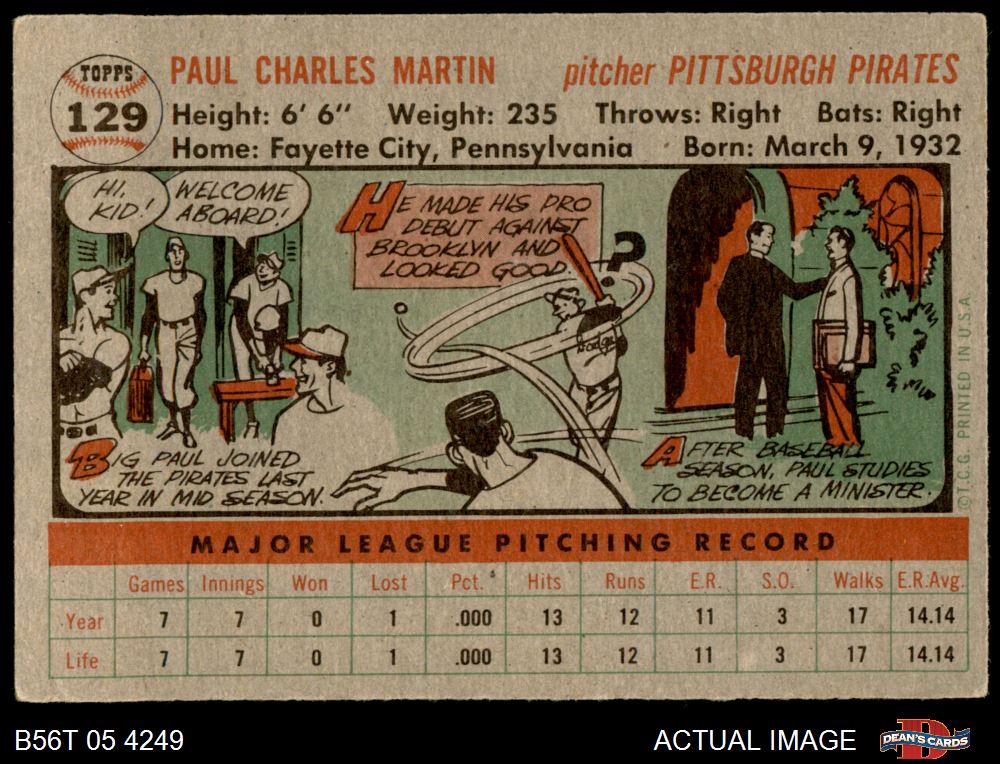 TOPPS
129
PAUL CHARLES MARTIN pitcher PITTSBURGH PIRATES
Height: 6' 6" Weight: 235 Throws: Right Bats: Right
Home: Fayette City, Pennsylvania Born: March 9, 1932
HI,
KID!
WELCOME
ABOARD!
BIG PAUL JOINED
THE PIRATES LAST
YEAR IN MID SEASON.
HE MADE HIS PRO
DEBUT AGAINST
BROOKLYN AND
LOOKED GOOD.
?
Dodgers
AFTER BASEBALL
SEASON, PAUL STUDIES
TO BECOME A MINISTER.
©T.C.G. PRINTED IN U.S.A.
MAJOR LEAGUE PITCHING RECORD
Games Innings Won Lost Pct. Hits Runs E.R. S.O. Walks E.R.Avg.
Year 7 7 0 1 .000 13 12 11 3 17 14.14
Life 7 7 0 1 .000 13 12 11 3 17 14.14
B56T 05 4249
ACTUAL IMAGE
D
DEAN'S CARDS